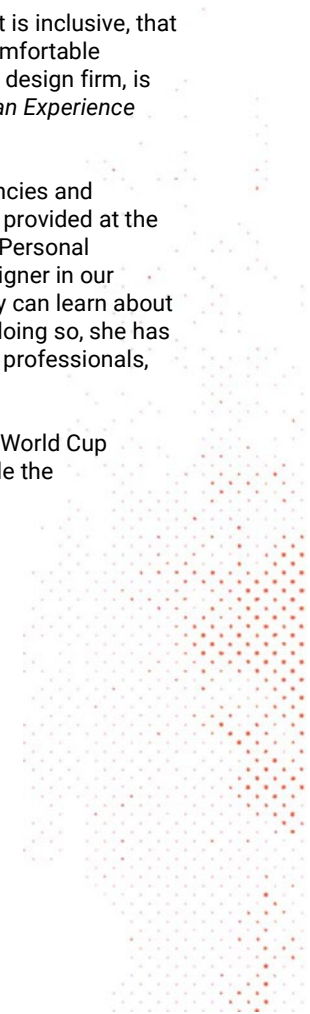 t is inclusive, that
mfortable
design firm, is
an Experience
ncies and
provided at the
Personal
igner in our
y can learn about
doing so, she has
professionals,
World Cup
le the